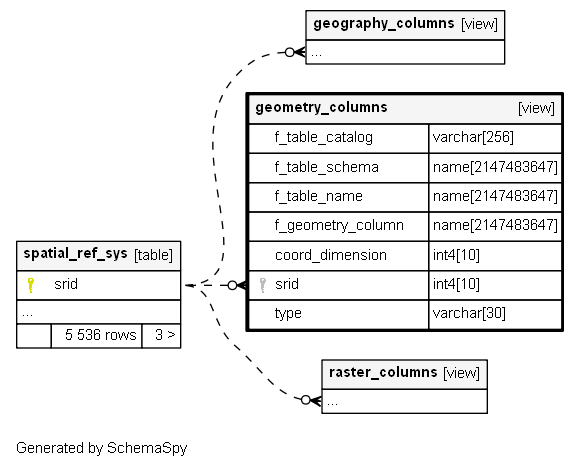 geography_columns [view]
...
geometry_columns [view]
f_table_catalog varchar[256]
f_table_schema name[2147483647]
f_table_name name[2147483647]
f_geometry_column name[2147483647]
coord_dimension int4[10]
srid int4[10]
type varchar[30]
spatial_ref_sys [table]
srid
...
5 536 rows 3 >
raster_columns [view]
...
Generated by SchemaSpy